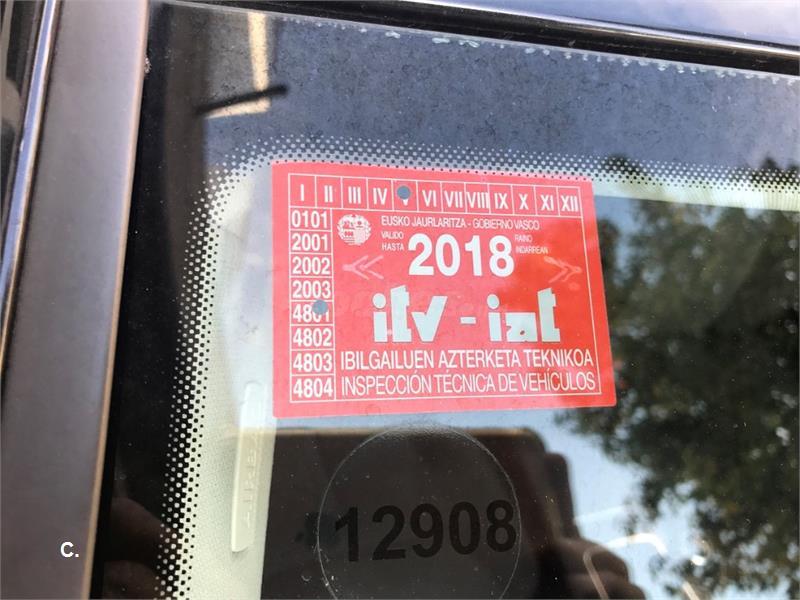 I II III IV VI VII VIII IX X XI XII
0101
EUSKO JAURLARITZA - GOBIERNO VASCO
2001
VALIDO HASTA 2018 RAINO INDARREAN
2002
2003
4801
itv - iat
4802
4803 IBILGAILUEN AZTERKETA TEKNIKOA
4804 INSPECCIÓN TÉCNICA DE VEHÍCULOS
12908
C.